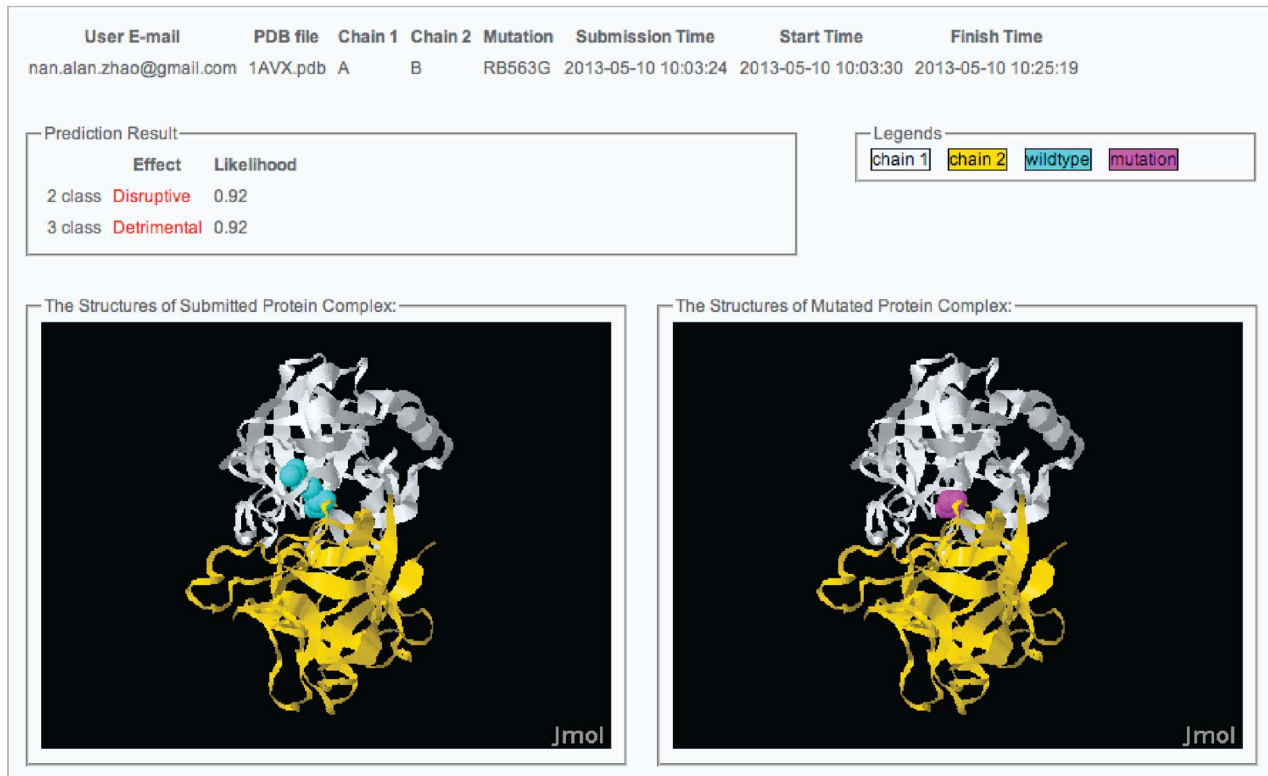 User E-mail PDB file Chain 1 Chain 2 Mutation Submission Time Start Time Finish Time
nan.alan.zhao@gmail.com 1AVX.pdb A B RB563G 2013-05-10 10:03:24 2013-05-10 10:03:30 2013-05-10 10:25:19
Prediction Result
Effect Likelihood
2 class Disruptive 0.92
3 class Detrimental 0.92
Legends
chain 1 chain 2 wildtype mutation
The Structures of Submitted Protein Complex:
Jmol
The Structures of Mutated Protein Complex:
Jmol